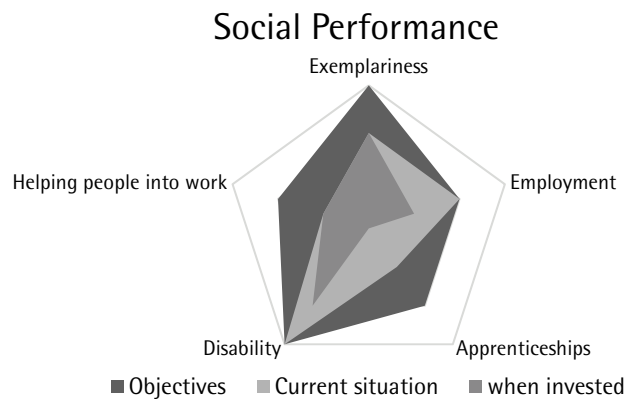 Social Performance
Exemplariness
Helping people into work
Employment
Disability
Apprenticeships
Objectives
Current situation
when invested